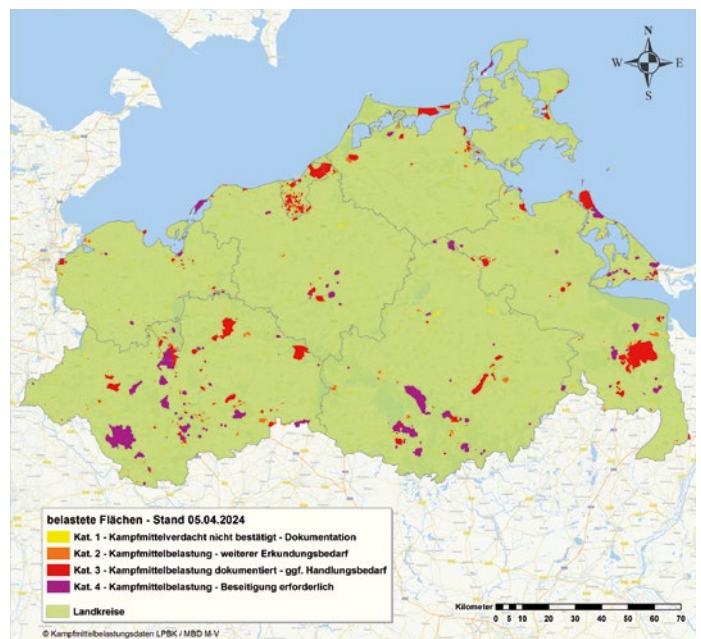 N
W E
S
belastete Flächen - Stand 05.04.2024
Kat. 1 - Kampfmittelverdacht nicht bestätigt - Dokumentation
Kat. 2 - Kampfmittelbelastung - weiterer Erkundungsbedarf
Kat. 3 - Kampfmittelbelastung dokumentiert - ggf. Handlungsbedarf
Kat. 4 - Kampfmittelbelastung - Beseitigung erforderlich
Landkreise
Kilometer
0 5 10 20 30 40 50 60 70
© Kampfmittelbelastungsdaten LPBK / MBD M-V